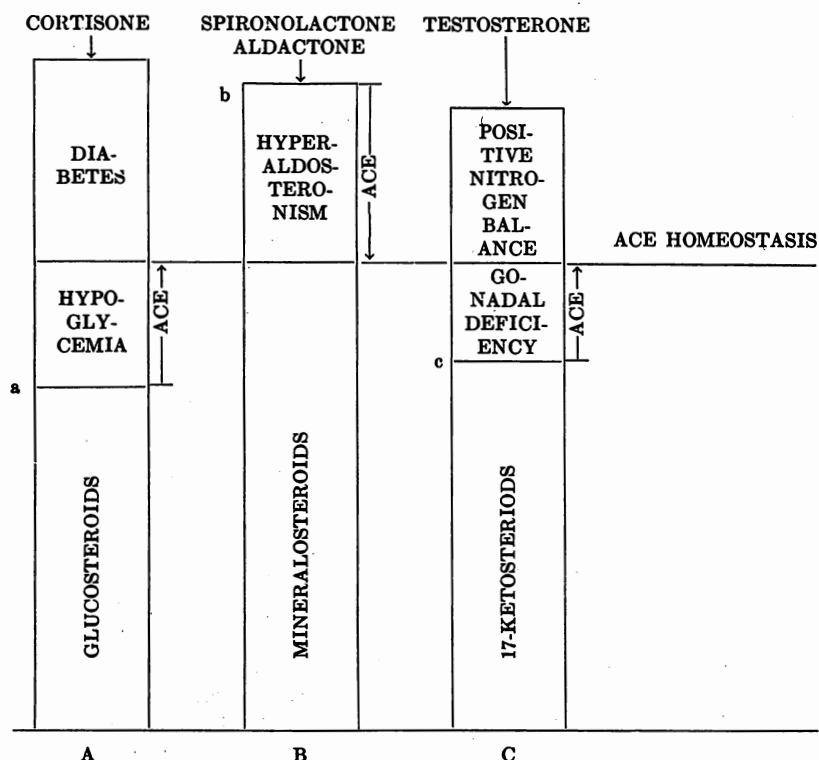 CORTISONE
SPIRONOLACTONE
ALDACTONE
TESTOSTERONE
b
DIA-
BETES
HYPER-
ALDOS-
TERO-
NISM
ACE
POSI-
TIVE
NITRO-
GEN
BAL-
ANCE
ACE HOMEOSTASIS
HYPO-
GLY-
CEMIA
ACE
a
GO-
NADAL
DEFICI-
ENCY
ACE
c
GLUCOSTEROIDS
MINERALOSTEROIDS
17-KETOSTERIODS
A
B
C